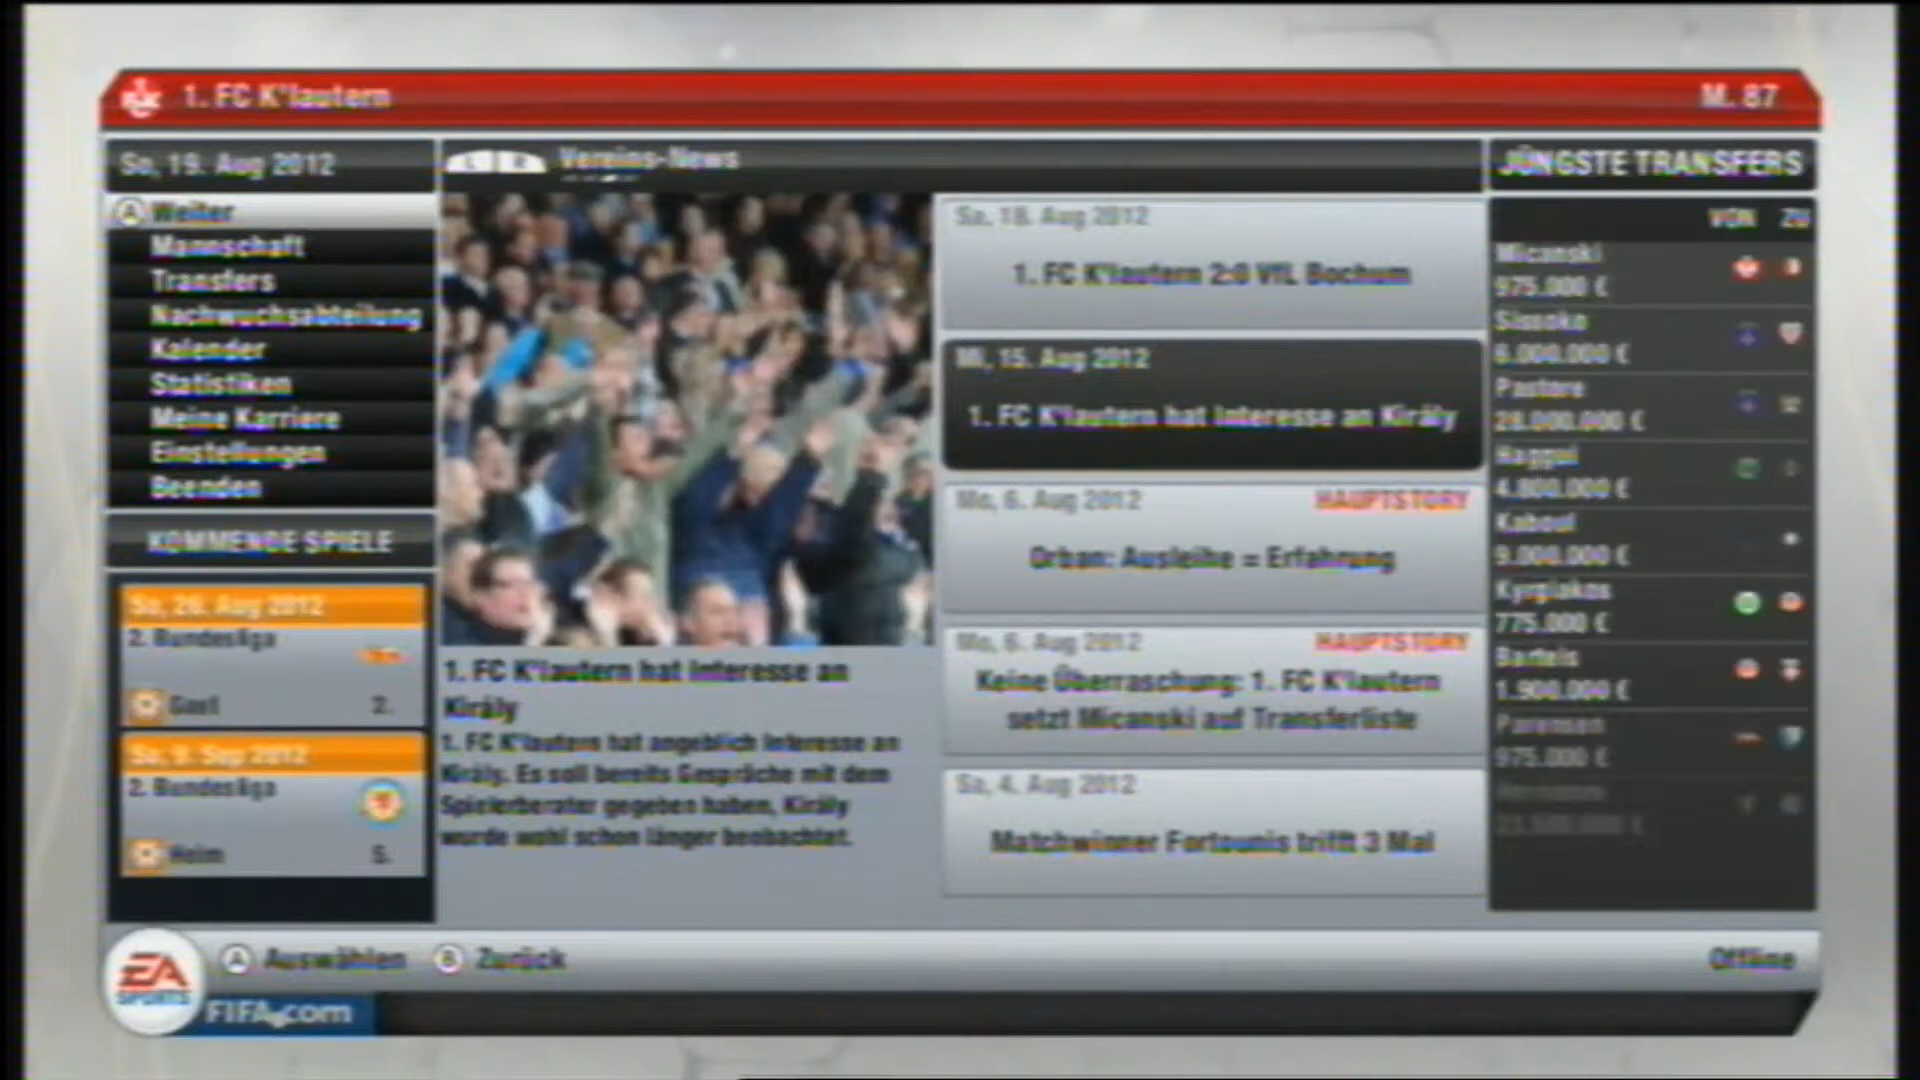 1. FC K'lautern
M. 87
So, 19. Aug 2012
L R Vereins-News
JÜNGSTE TRANSFERS
A Weiter
Mannschaft
Transfers
Nachwuchsabteilung
Kalender
Statistiken
Meine Karriere
Einstellungen
Beenden
KOMMENDE SPIELE
So, 26. Aug 2012
2. Bundesliga
Gast 2.
So, 9. Sep 2012
2. Bundesliga
Heim 5.
1. FC K'lautern hat Interesse an
Király
1. FC K'lautern hat angeblich Interesse an
Király. Es soll bereits Gespräche mit dem
Spielerberater gegeben haben, Király
wurde wohl schon länger beobachtet.
Sa, 18. Aug 2012
1. FC K'lautern 2:0 VfL Bochum
Mi, 15. Aug 2012
1. FC K'lautern hat Interesse an Király
Mo, 6. Aug 2012 HAUPTSTORY
Orban: Ausleihe = Erfahrung
Mo, 6. Aug 2012 HAUPTSTORY
Keine Überraschung: 1. FC K'lautern
setzt Micanski auf Transferliste
Sa, 4. Aug 2012
Matchwinner Fortounis trifft 3 Mal
VON ZU
Micanski
975.000 €
Sissoko
6.000.000 €
Pastore
28.000.000 €
Haggui
4.800.000 €
Kaboul
9.000.000 €
Kyrgiakos
775.000 €
Bartels
1.900.000 €
Parensen
975.000 €
EA
SPORTS
A Auswählen B Zurück
Offline
FIFA.com